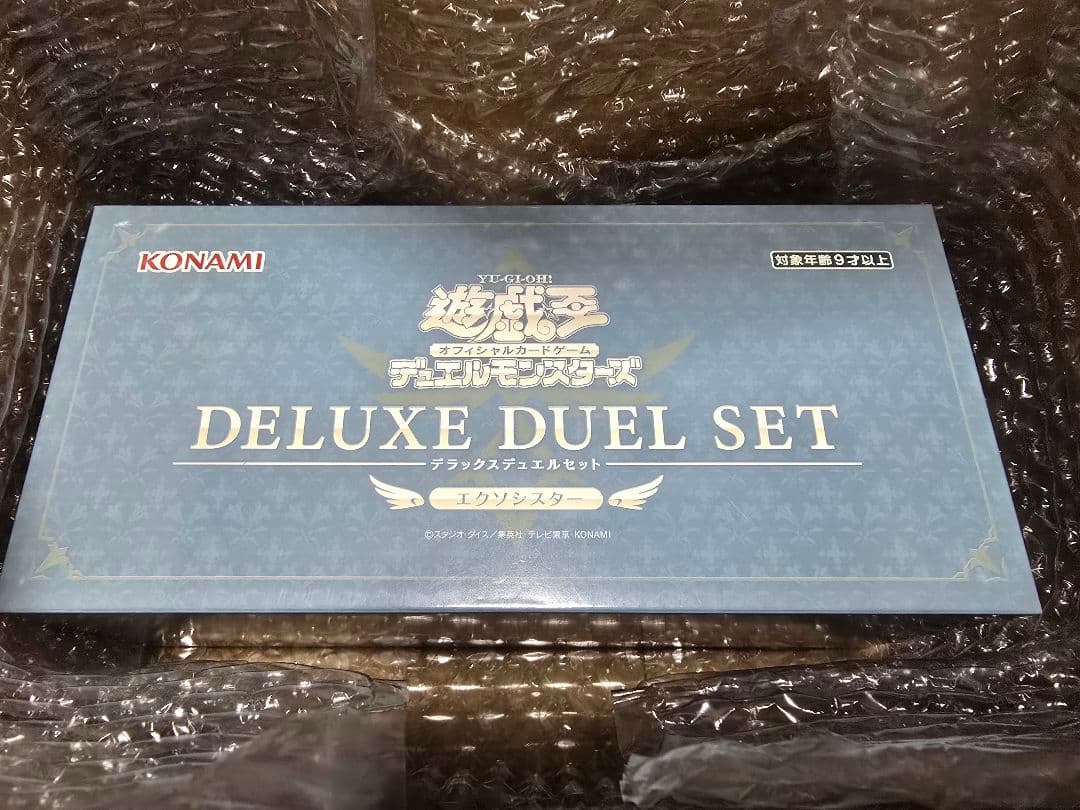 KONAMI
対象年齢9才以上
YU-GI-OH!
遊戯王
オフィシャルカードゲーム
デュエルモンスターズ
DELUXE DUEL SET
デラックスデュエルセット
エクソシスター
©スタジオ・ダイス／集英社・テレビ東京・KONAMI